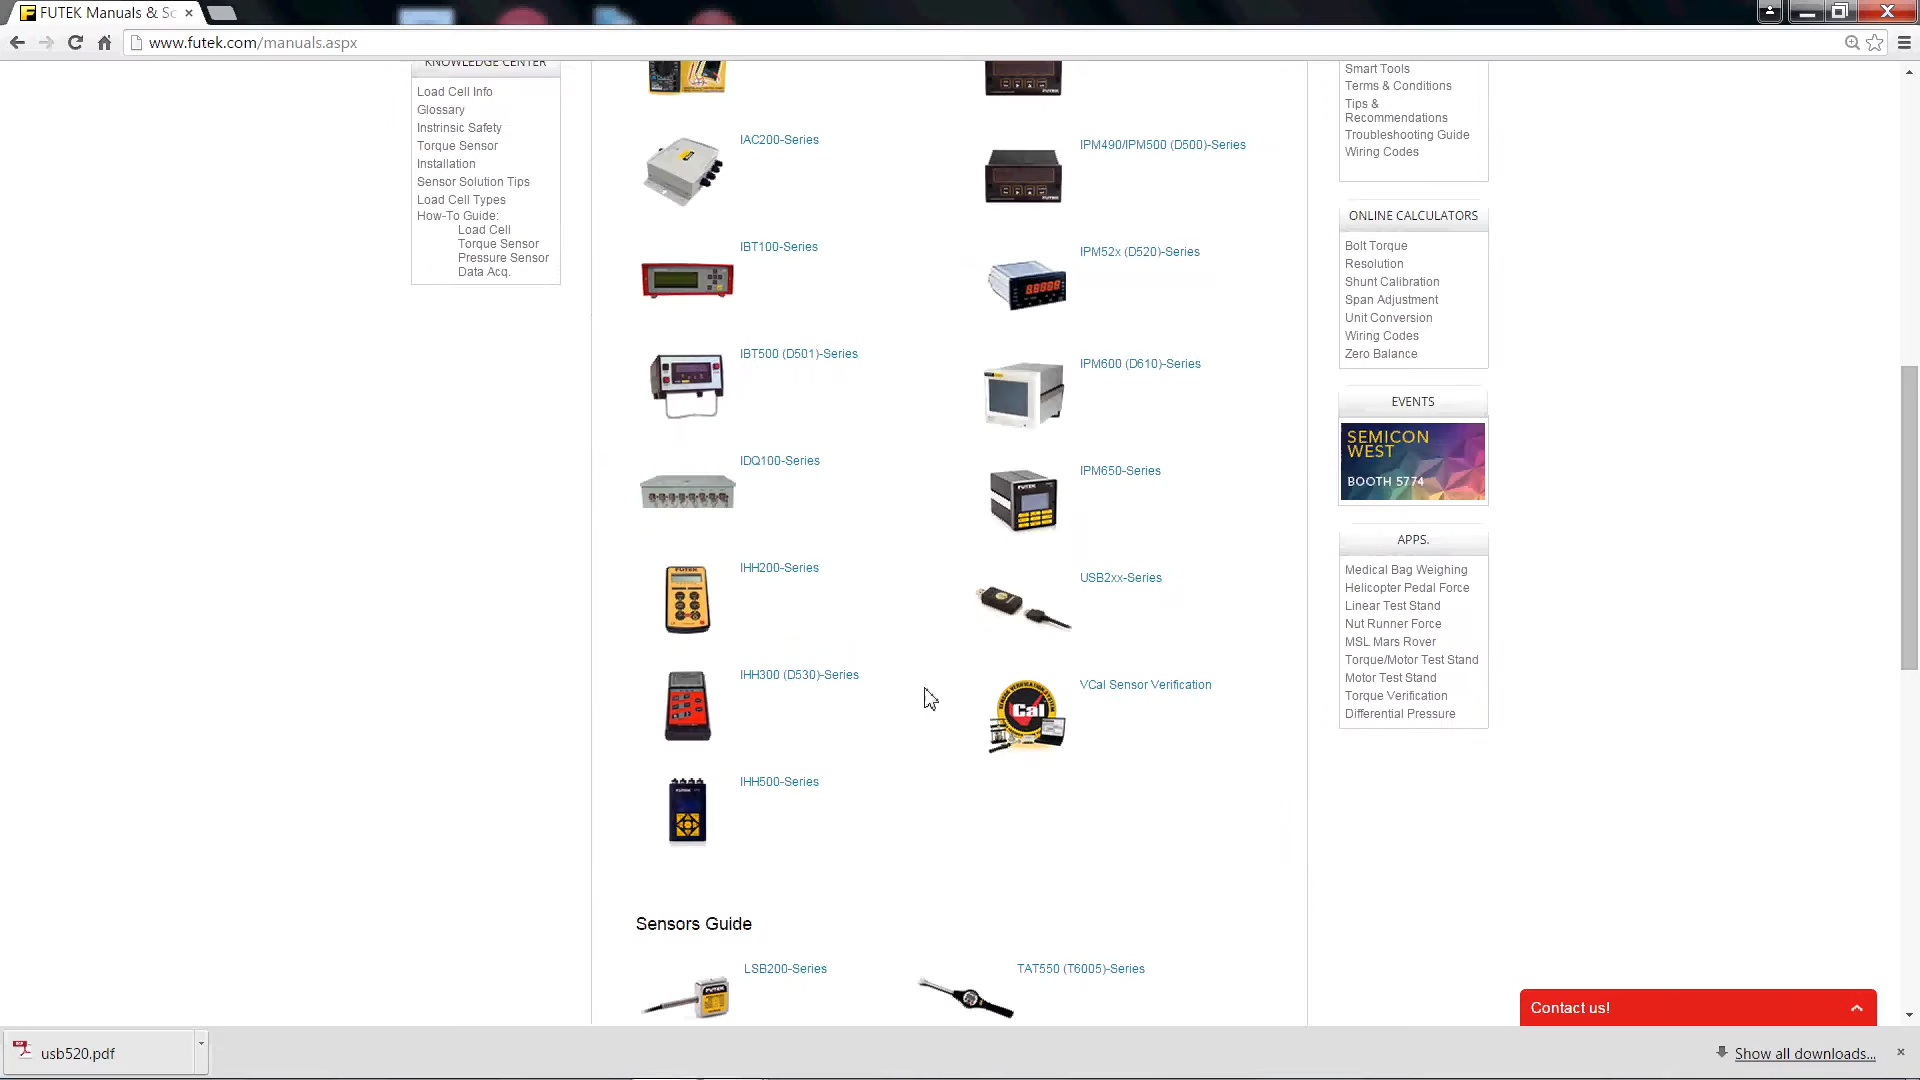 FUTEK Manuals & Sc
www.futek.com/manuals.aspx
KNOWLEDGE CENTER
Load Cell Info
Glossary
Instrinsic Safety
Torque Sensor
Installation
Sensor Solution Tips
Load Cell Types
How-To Guide:
Load Cell
Torque Sensor
Pressure Sensor
Data Acq.
IAC200-Series
IBT100-Series
IBT500 (D501)-Series
IDQ100-Series
IHH200-Series
IHH300 (D530)-Series
IHH500-Series
IPM490/IPM500 (D500)-Series
IPM52x (D520)-Series
IPM600 (D610)-Series
IPM650-Series
USB2xx-Series
VCal Sensor Verification
Cal
Sensors Guide
LSB200-Series
TAT550 (T6005)-Series
Smart Tools
Terms & Conditions
Tips &
Recommendations
Troubleshooting Guide
Wiring Codes
ONLINE CALCULATORS
Bolt Torque
Resolution
Shunt Calibration
Span Adjustment
Unit Conversion
Wiring Codes
Zero Balance
EVENTS
SEMICON
WEST
BOOTH 5774
APPS.
Medical Bag Weighing
Helicopter Pedal Force
Linear Test Stand
Nut Runner Force
MSL Mars Rover
Torque/Motor Test Stand
Motor Test Stand
Torque Verification
Differential Pressure
Contact us!
usb520.pdf
Show all downloads...